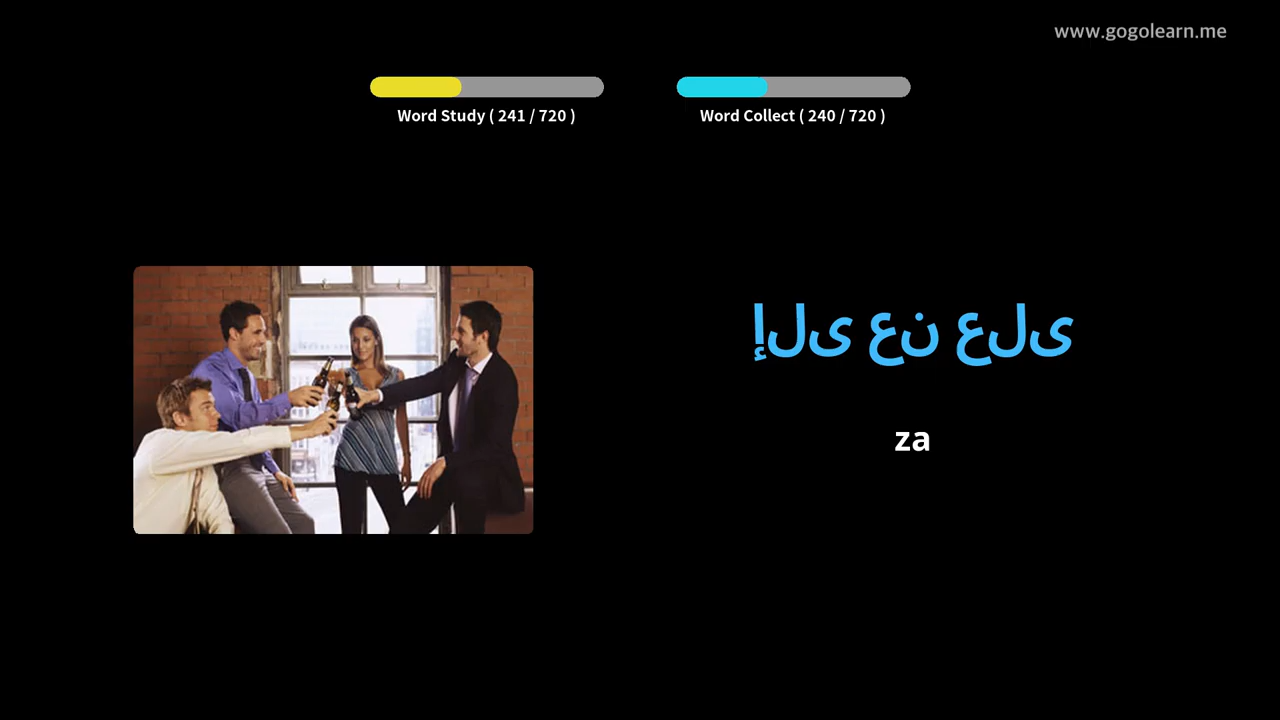 www.gogolearn.me
Word Study ( 241 / 720 )
Word Collect ( 240 / 720 )
إلى عن على
za